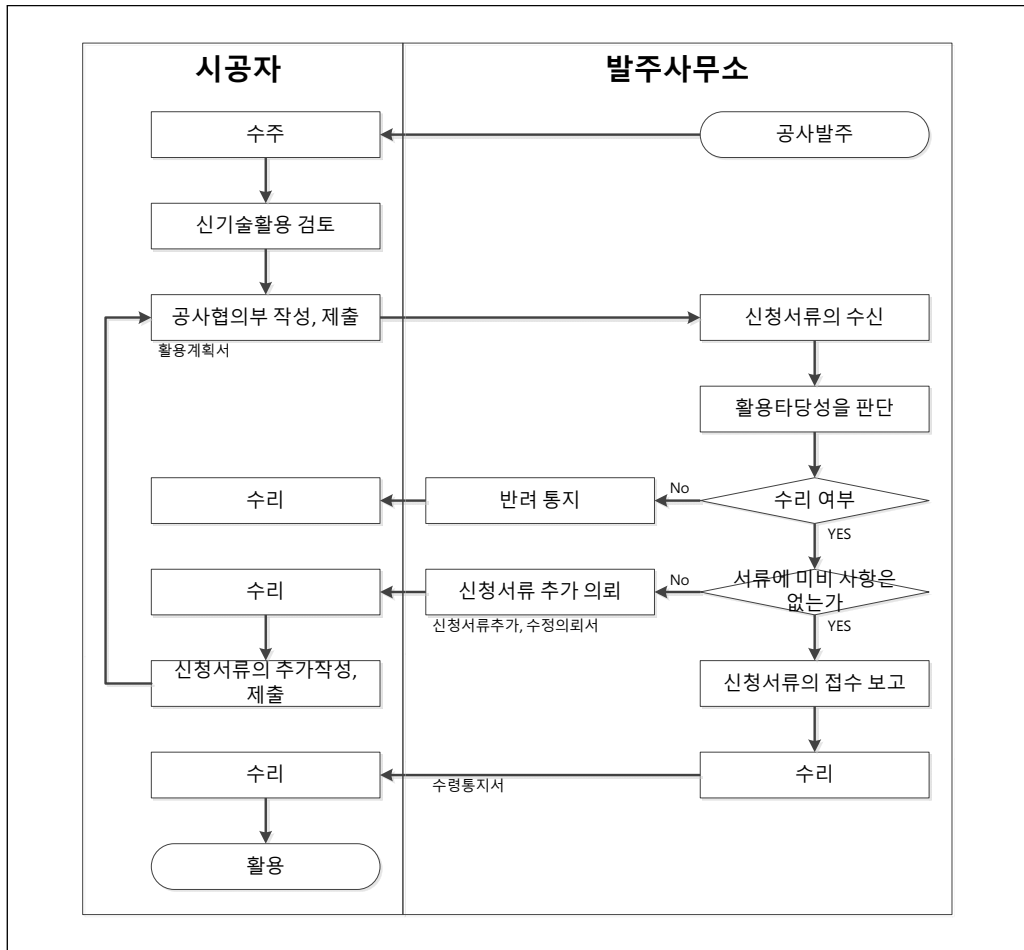 시공자
발주사무소
수주
공사발주
신기술활용 검토
공사협의부 작성, 제출
신청서류의 수신
활용계획서
활용타당성을 판단
수리
반려 통지
No
수리 여부
YES
수리
신청서류 추가 의뢰
No
서류에 미비 사항은
없는가
신청서류추가, 수정의뢰서
YES
신청서류의 추가작성,
제출
신청서류의 접수 보고
수리
수령통지서
수리
활용